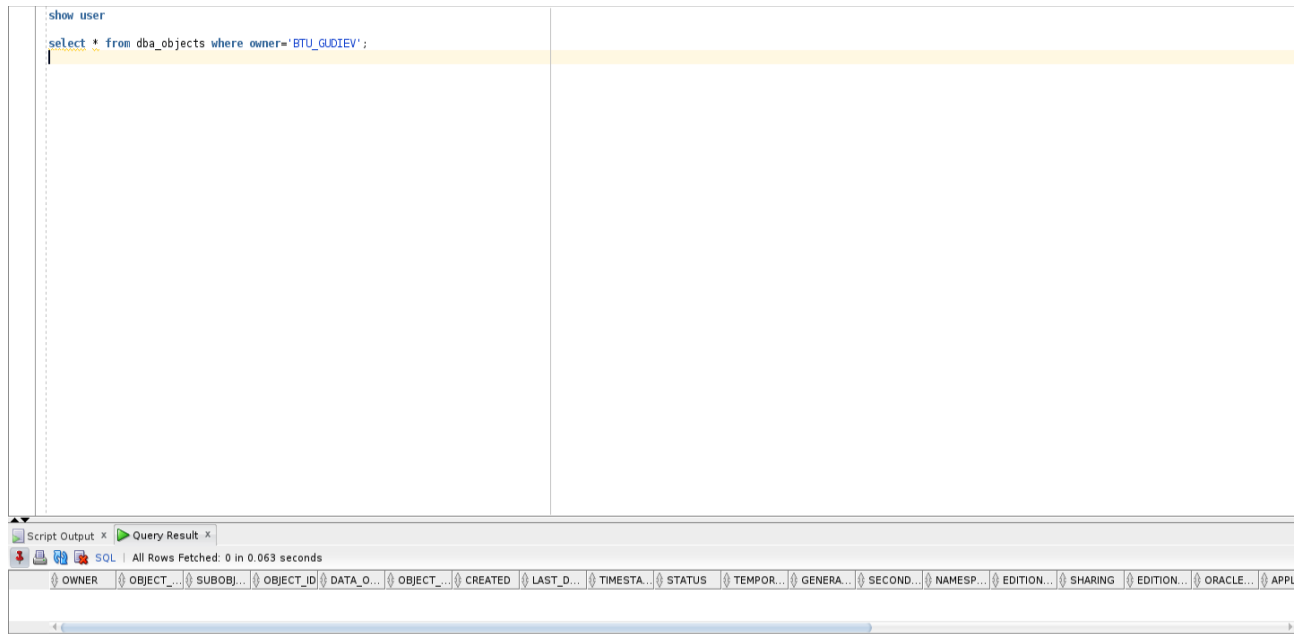 show user
select * from dba_objects where owner='BTU_GUDIEV';
Script Output x Query Result x
SQL | All Rows Fetched: 0 in 0.063 seconds
OWNER OBJECT_... SUBOBJ... OBJECT_ID DATA_O... OBJECT_... CREATED LAST_D... TIMESTA... STATUS TEMPOR... GENERA... SECOND... NAMESP... EDITION... SHARING EDITION... ORACLE... APPL